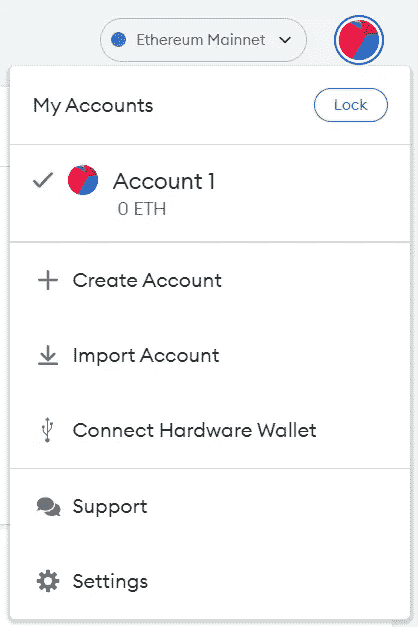 Ethereum Mainnet
My Accounts
Lock
Account 1
0 ETH
Create Account
Import Account
Connect Hardware Wallet
Support
Settings